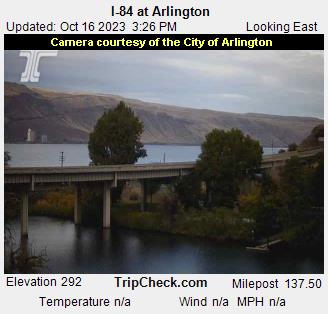 I-84 at Arlington
Updated: Oct 16 2023 3:26 PM Looking East
Camera courtesy of the City of Arlington
Elevation 292 TripCheck.com Milepost 137.50
Temperature n/a Wind n/a MPH n/a